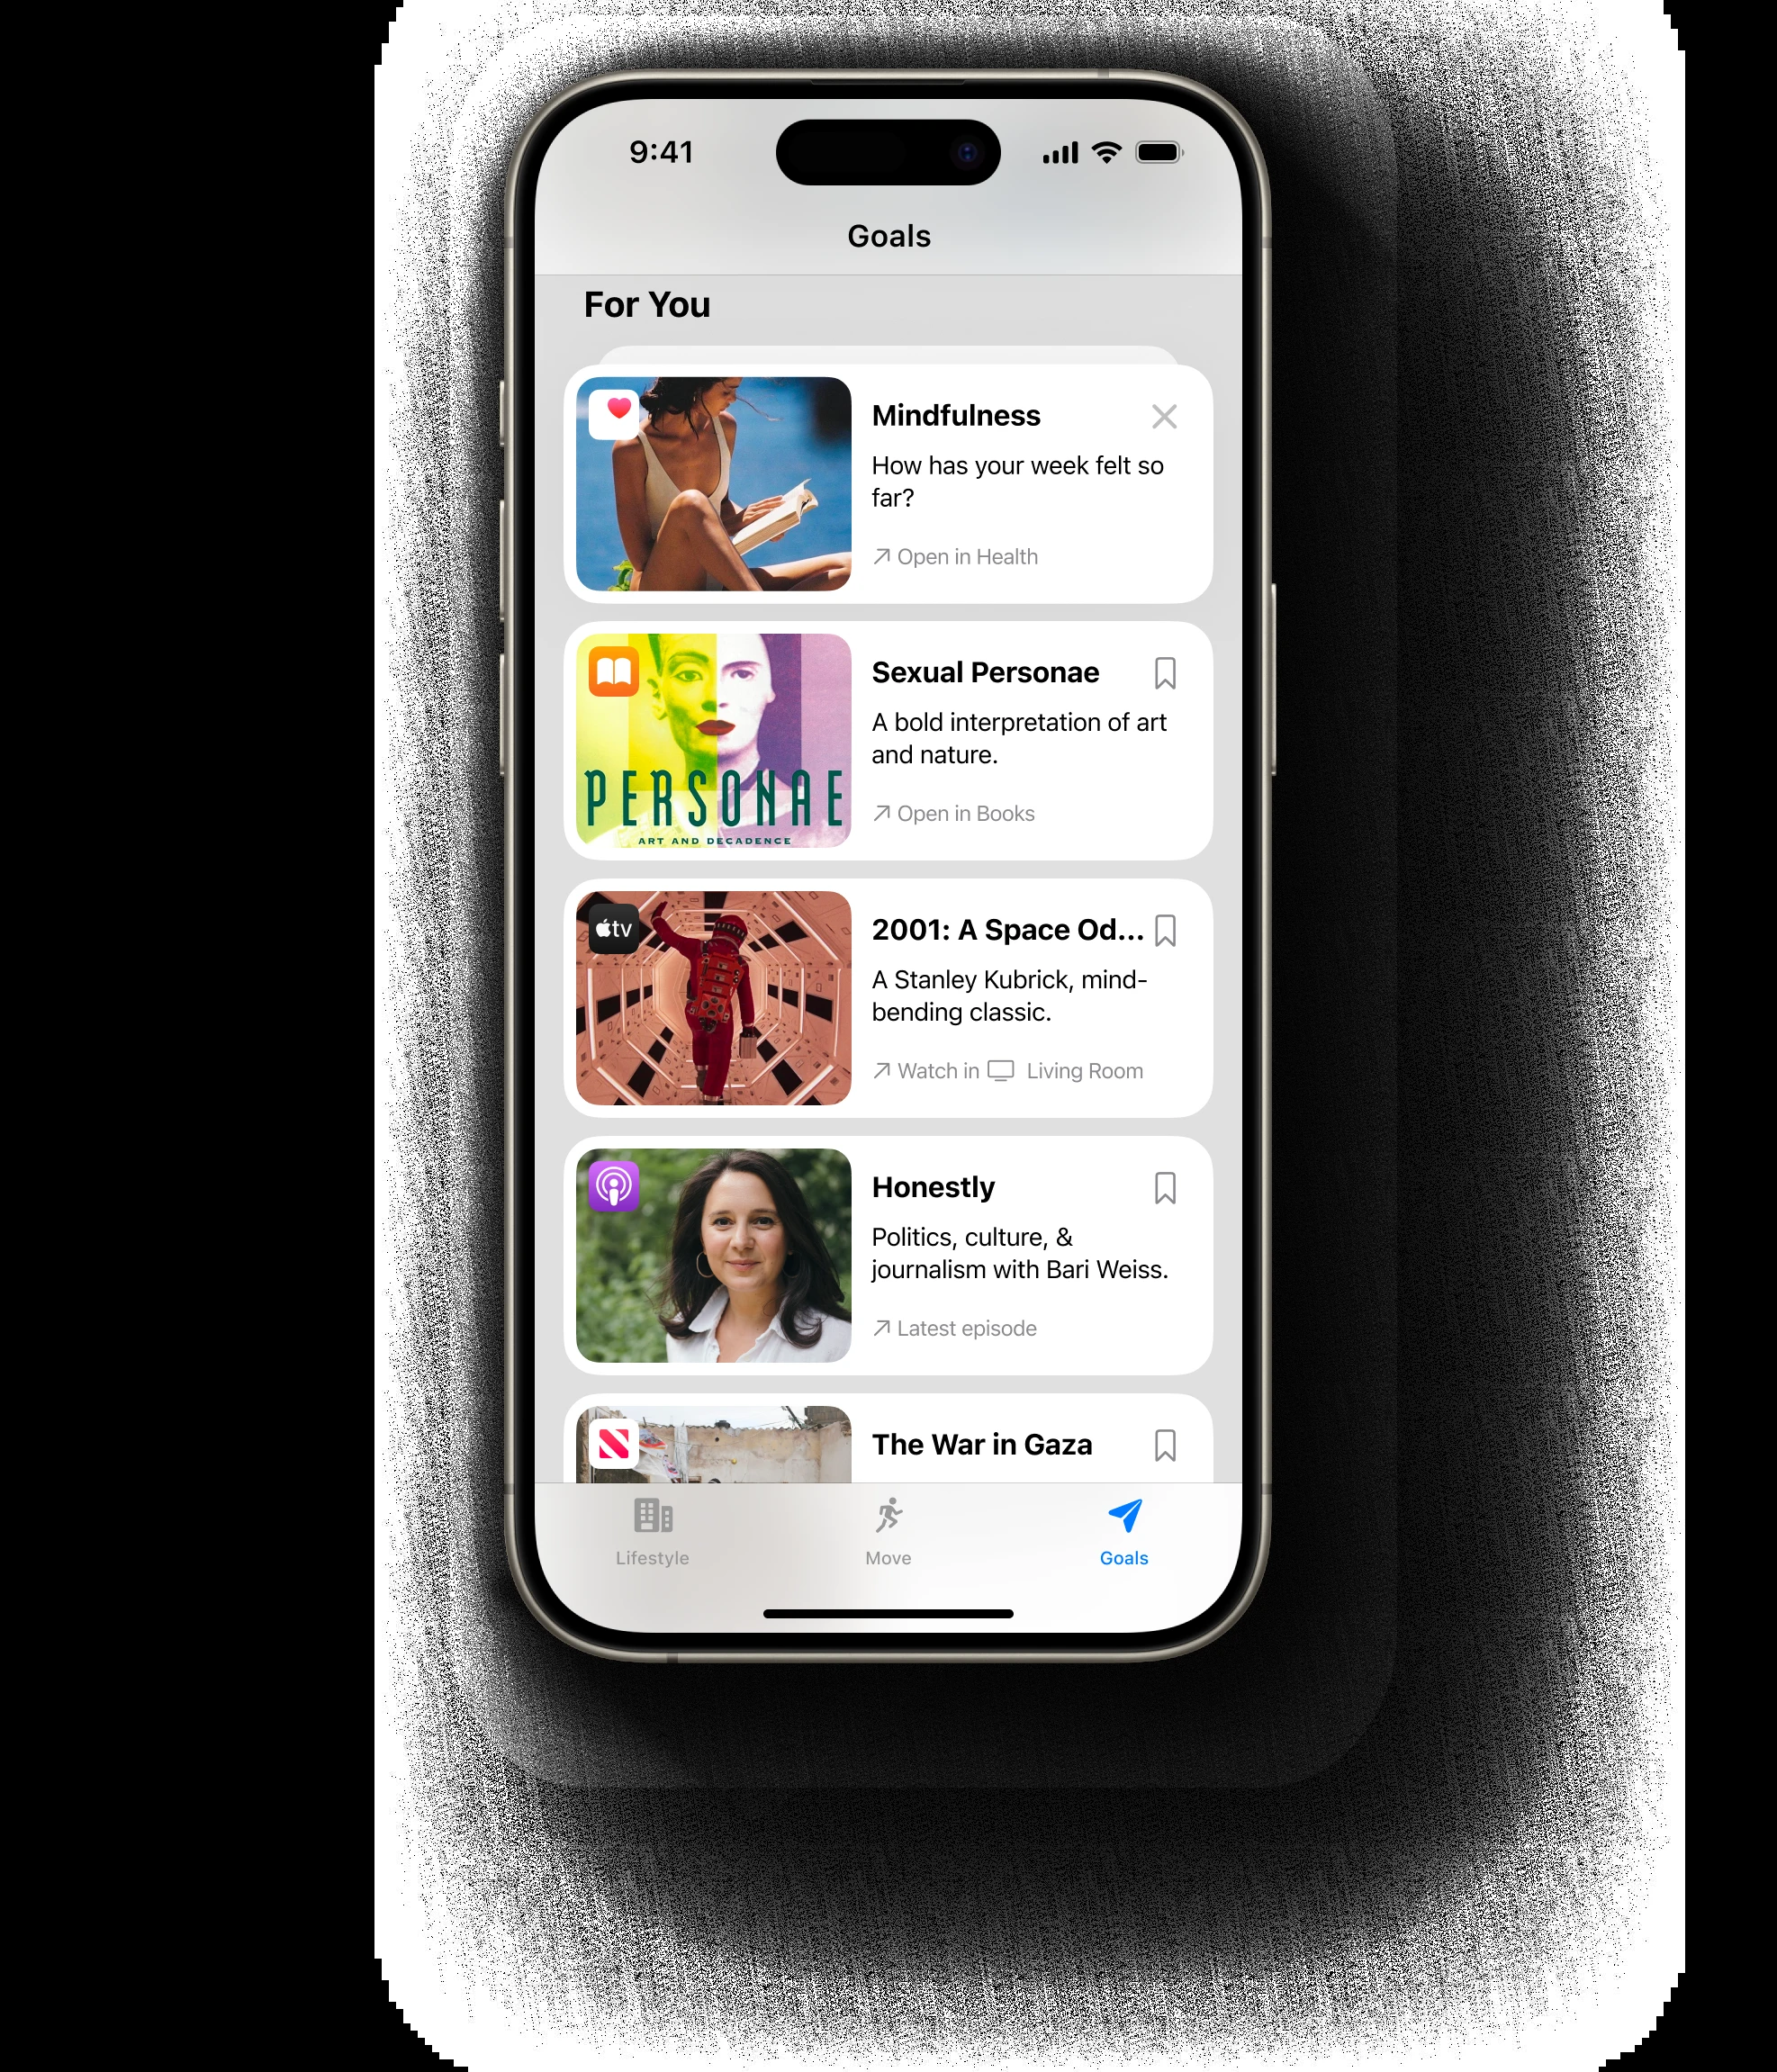 9:41
Goals
For You
Mindfulness
How has your week felt so
far?
Open in Health
Sexual Personae
A bold interpretation of art
and nature.
Open in Books
PERSONAE
ART AND DECADENCE
tv
2001: A Space Od...
A Stanley Kubrick, mind-
bending classic.
Watch in Living Room
Honestly
Politics, culture, &
journalism with Bari Weiss.
Latest episode
The War in Gaza
Lifestyle
Move
Goals